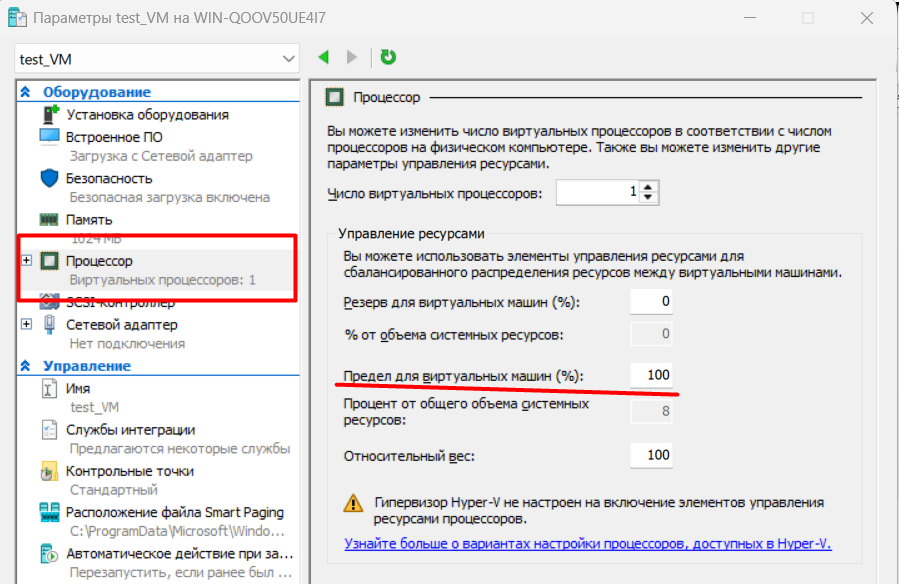 Параметры test_VM на WIN-QOOV50UE4I7
test_VM
Оборудование
Установка оборудования
Встроенное ПО
Загрузка с Сетевой адаптер
Безопасность
Безопасная загрузка включена
Память
1024 МБ
Процессор
Виртуальных процессоров: 1
SCSI-контроллер
Сетевой адаптер
Нет подключения
Управление
Имя
test_VM
Службы интеграции
Предлагаются некоторые службы
Контрольные точки
Стандартный
Расположение файла Smart Paging
C:\ProgramData\Microsoft\Windo...
Автоматическое действие при за...
Перезапустить, если ранее был ...
Процессор
Вы можете изменить число виртуальных процессоров в соответствии с числом
процессоров на физическом компьютере. Также вы можете изменить другие
параметры управления ресурсами.
Число виртуальных процессоров: 1
Управление ресурсами
Вы можете использовать элементы управления ресурсами для
сбалансированного распределения ресурсов между виртуальными машинами.
Резерв для виртуальных машин (%): 0
% от объема системных ресурсов: 0
Предел для виртуальных машин (%): 100
Процент от общего объема системных
ресурсов: 8
Относительный вес: 100
Гипервизор Hyper-V не настроен на включение элементов управления
ресурсами процессоров.
Узнайте больше о вариантах настройки процессоров, доступных в Hyper-V.